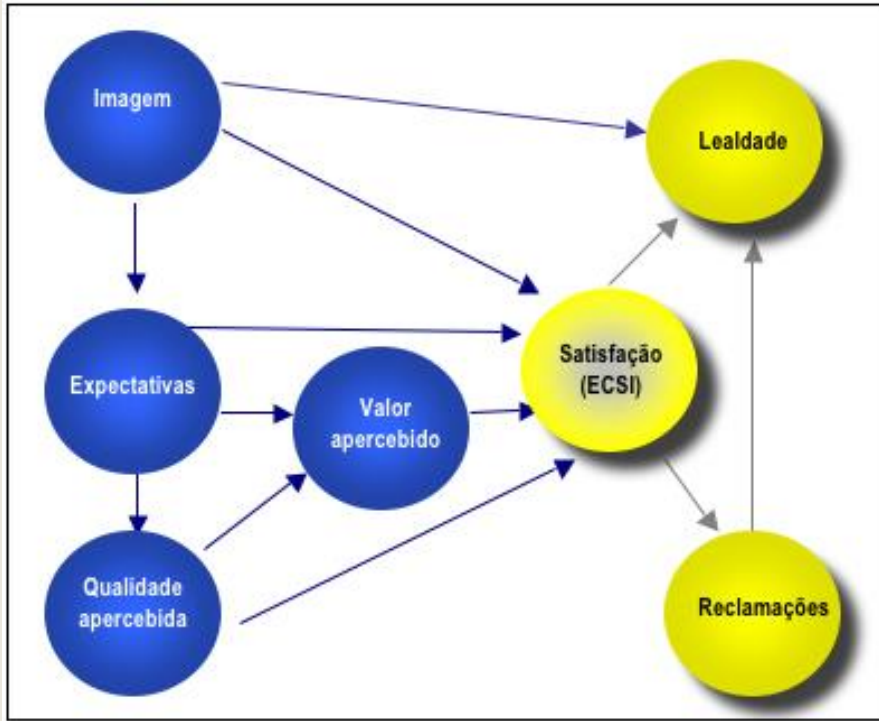 Imagem
Lealdade
Expectativas
Valor
apercebido
Satisfação
(ECSI)
Qualidade
apercebida
Reclamações